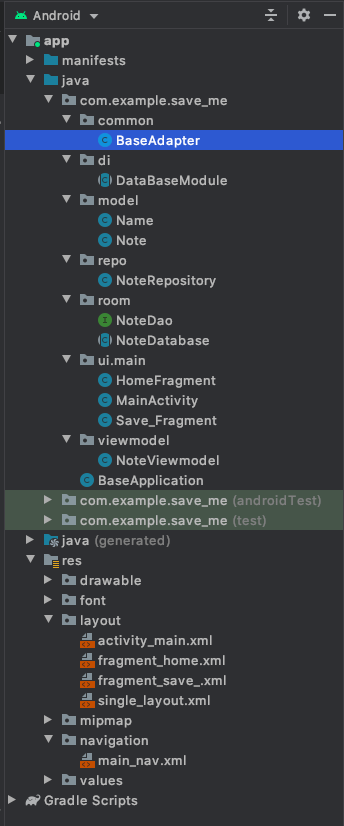 Android
app
manifests
java
com.example.save_me
common
BaseAdapter
di
DataBaseModule
model
Name
Note
repo
NoteRepository
room
NoteDao
NoteDatabase
ui.main
HomeFragment
MainActivity
Save_Fragment
viewmodel
NoteViewmodel
BaseApplication
com.example.save_me (androidTest)
com.example.save_me (test)
java (generated)
res
drawable
font
layout
activity_main.xml
fragment_home.xml
fragment_save_.xml
single_layout.xml
mipmap
navigation
main_nav.xml
values
Gradle Scripts